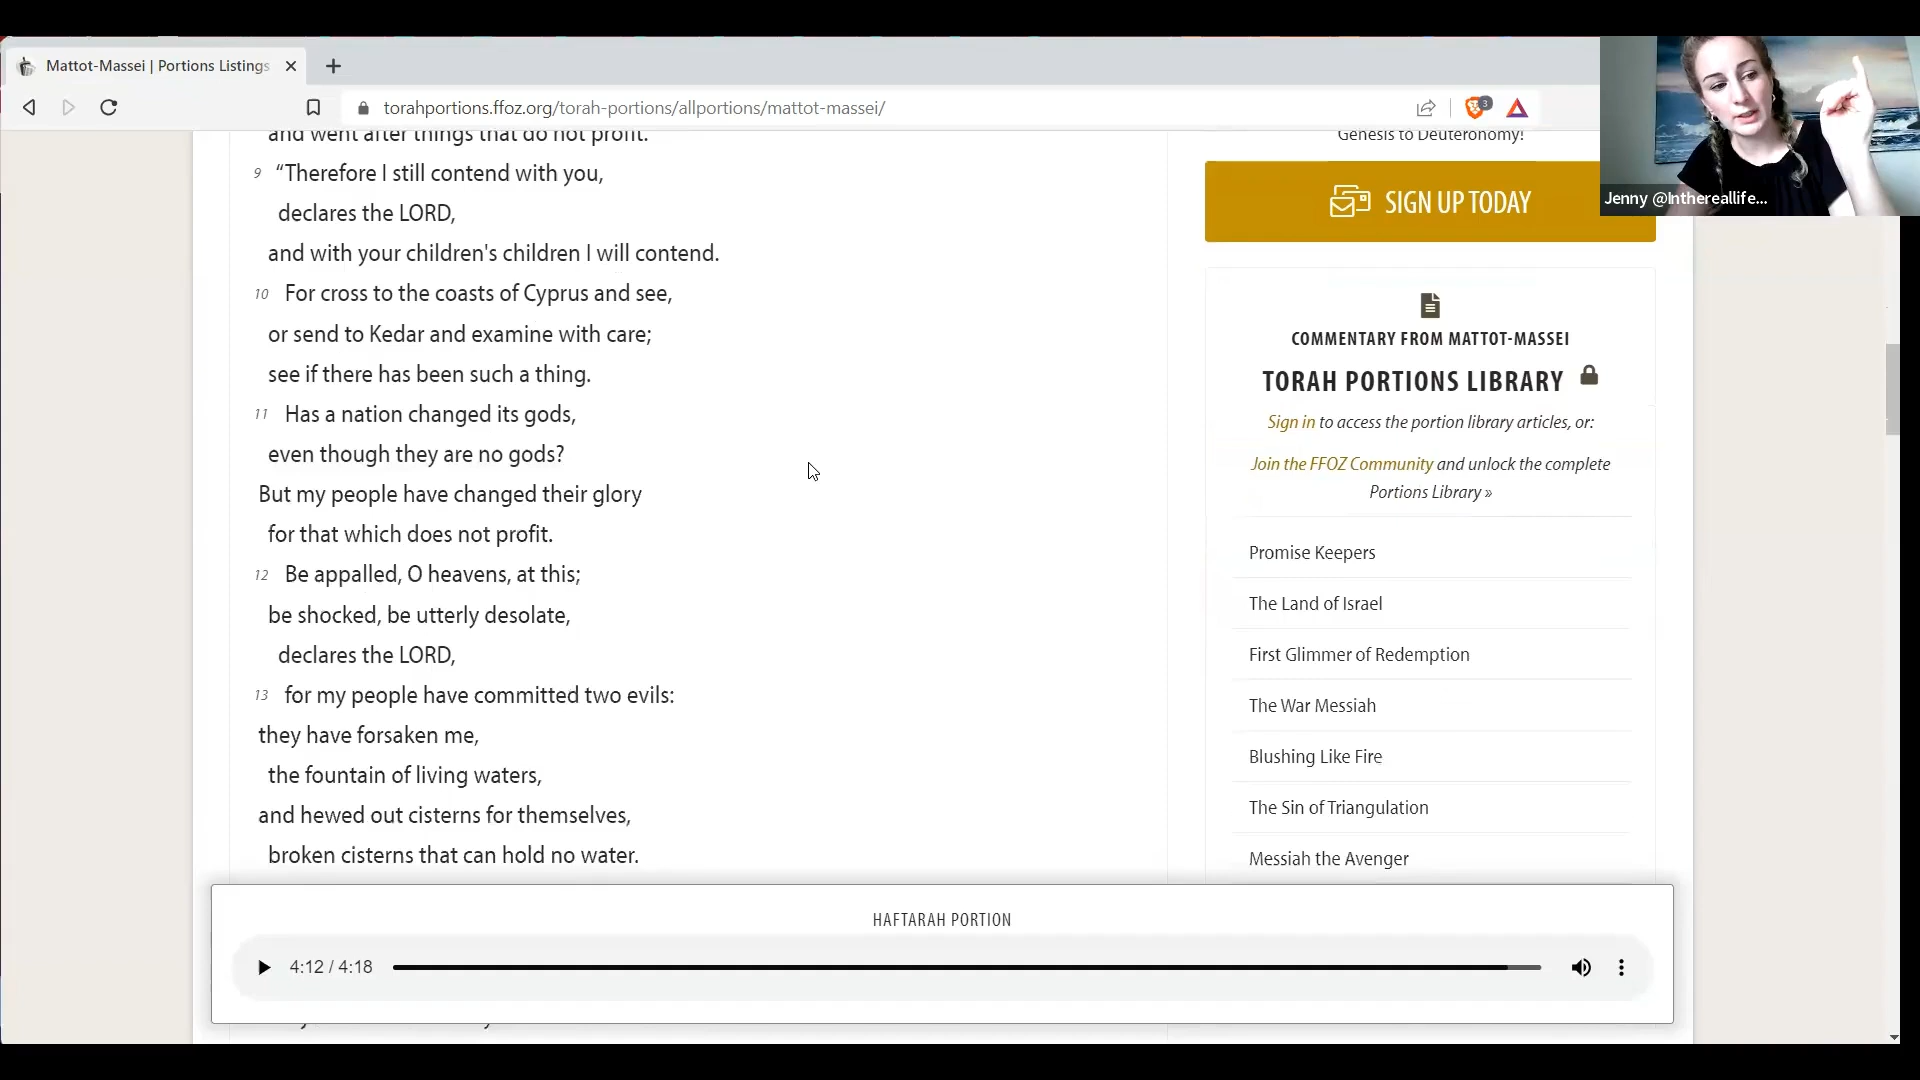 Mattot-Massei | Portions Listings
torahportions.ffoz.org/torah-portions/allportions/mattot-massei/
3
and went after things that do not profit.
9 “Therefore I still contend with you,
declares the LORD,
and with your children's children I will contend.
10 For cross to the coasts of Cyprus and see,
or send to Kedar and examine with care;
see if there has been such a thing.
11 Has a nation changed its gods,
even though they are no gods?
But my people have changed their glory
for that which does not profit.
12 Be appalled, O heavens, at this;
be shocked, be utterly desolate,
declares the LORD,
13 for my people have committed two evils:
they have forsaken me,
the fountain of living waters,
and hewed out cisterns for themselves,
broken cisterns that can hold no water.
Genesis to Deuteronomy!
SIGN UP TODAY
COMMENTARY FROM MATTOT-MASSEI
TORAH PORTIONS LIBRARY
Sign in to access the portion library articles, or:
Join the FFOZ Community and unlock the complete
Portions Library »
Promise Keepers
The Land of Israel
First Glimmer of Redemption
The War Messiah
Blushing Like Fire
The Sin of Triangulation
Messiah the Avenger
HAFTARAH PORTION
4:12 / 4:18
Jenny @Inthereallife...